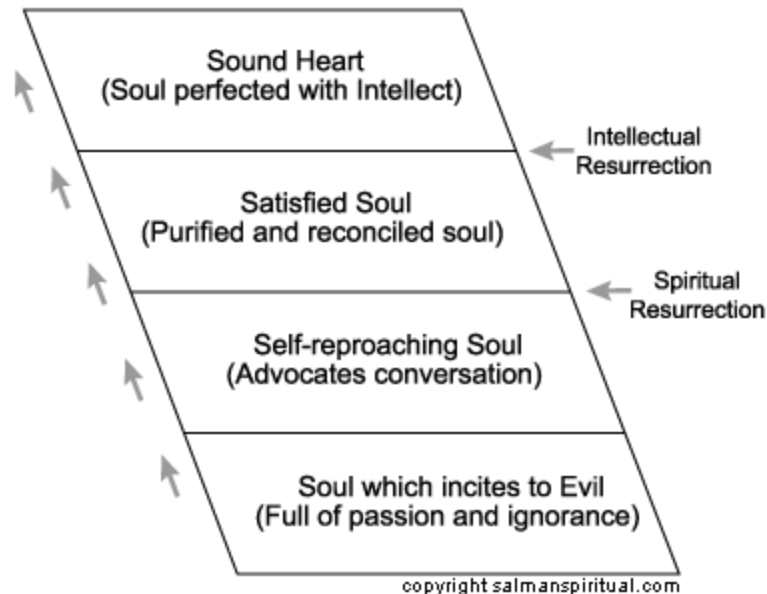 Sound Heart
(Soul perfected with Intellect)
Intellectual
Resurrection
Satisfied Soul
(Purified and reconciled soul)
Spiritual
Resurrection
Self-reproaching Soul
(Advocates conversation)
Soul which incites to Evil
(Full of passion and ignorance)
copyright salmanspiritual.com